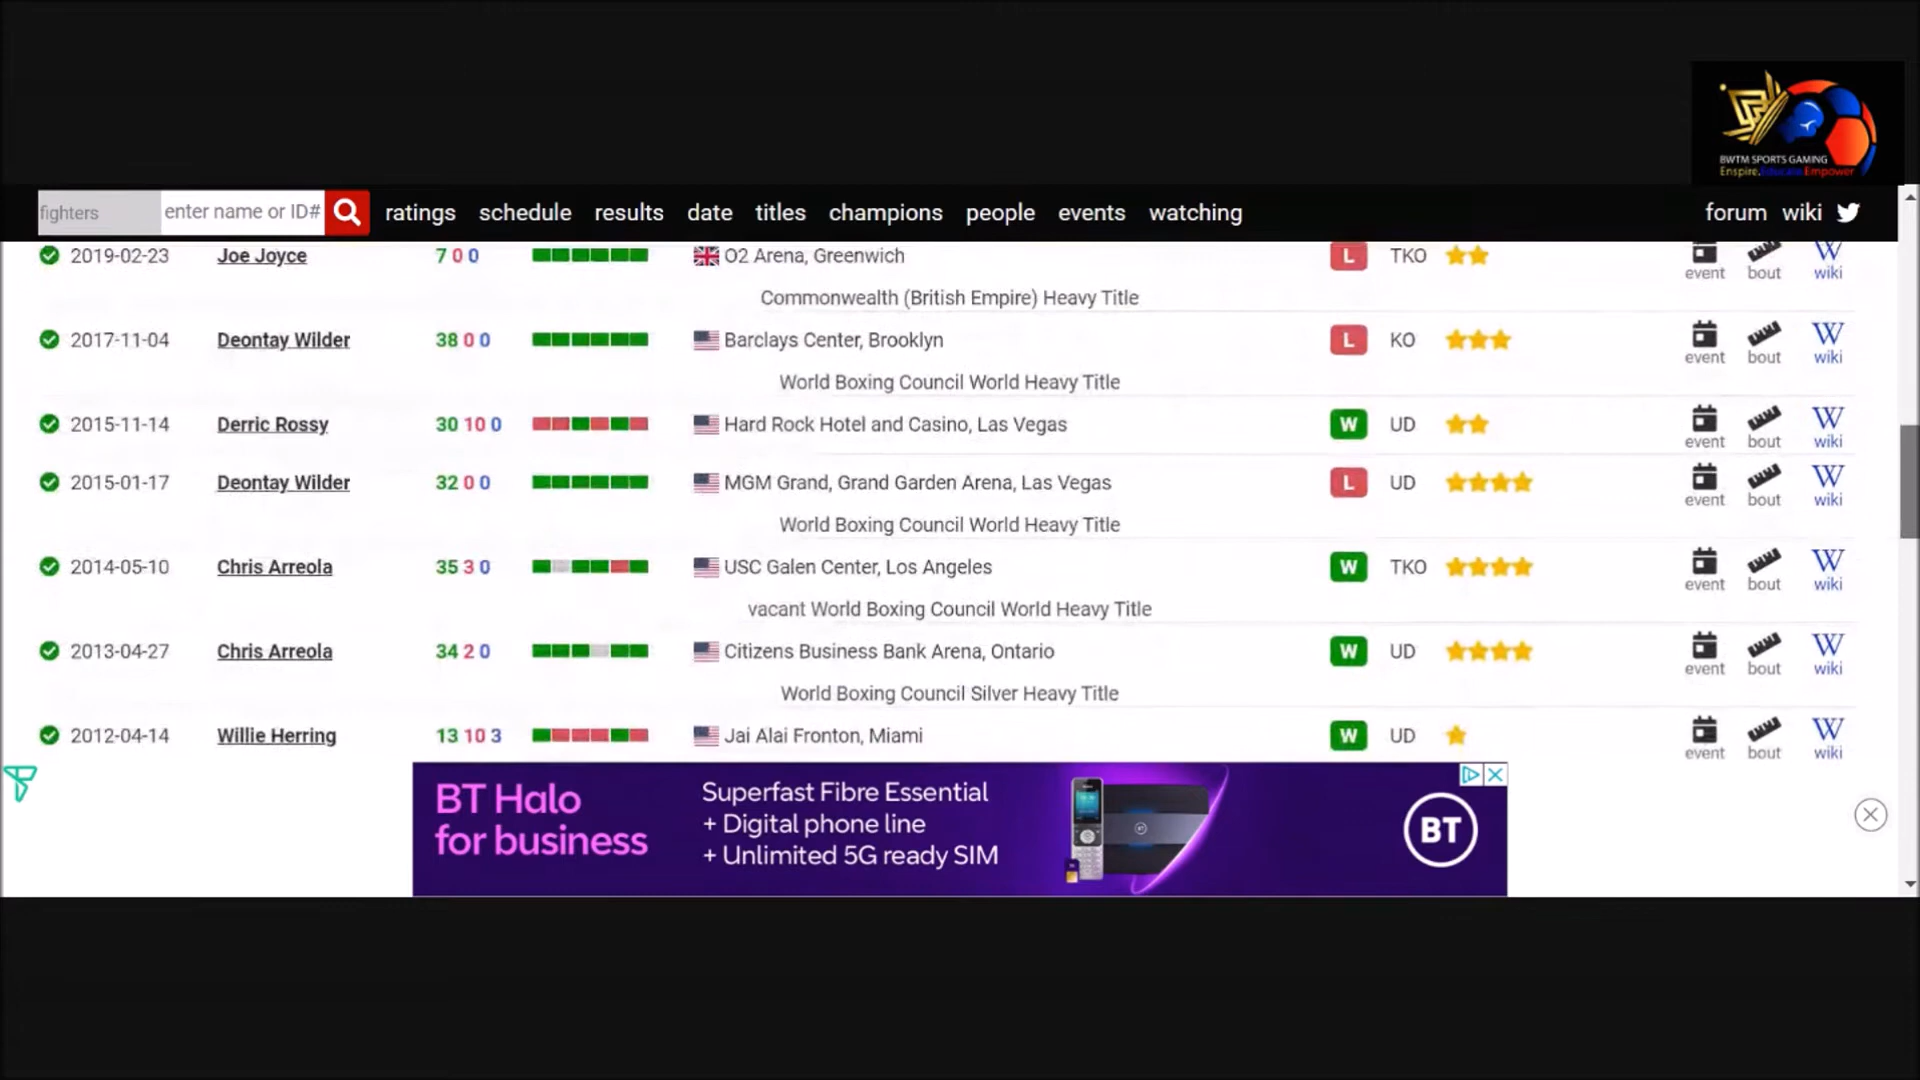 BWTM SPORTS GAMING
Enspire.Educate.Empower
fighters enter name or ID# ratings schedule results date titles champions people events watching forum wiki
2019-02-23 Joe Joyce 7 0 0 O2 Arena, Greenwich L TKO event bout wiki
Commonwealth (British Empire) Heavy Title
2017-11-04 Deontay Wilder 38 0 0 Barclays Center, Brooklyn L KO W
event bout wiki
World Boxing Council World Heavy Title
2015-11-14 Derric Rossy 30 10 0 Hard Rock Hotel and Casino, Las Vegas W UD W
event bout wiki
2015-01-17 Deontay Wilder 32 0 0 MGM Grand, Grand Garden Arena, Las Vegas L UD W
event bout wiki
World Boxing Council World Heavy Title
2014-05-10 Chris Arreola 35 3 0 USC Galen Center, Los Angeles W TKO W
event bout wiki
vacant World Boxing Council World Heavy Title
2013-04-27 Chris Arreola 34 2 0 Citizens Business Bank Arena, Ontario W UD W
event bout wiki
World Boxing Council Silver Heavy Title
2012-04-14 Willie Herring 13 10 3 Jai Alai Fronton, Miami W UD W
event bout wiki
BT Halo
for business
Superfast Fibre Essential
+ Digital phone line
+ Unlimited 5G ready SIM
BT